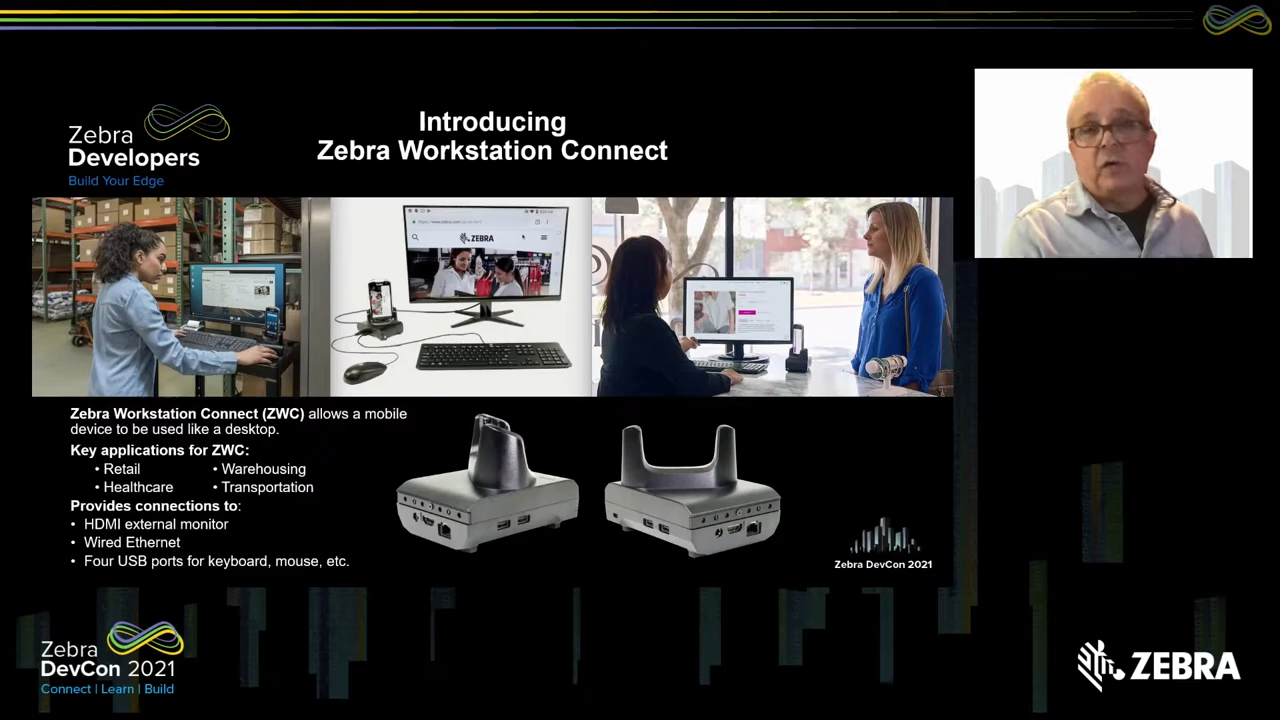 Zebra
Developers
Build Your Edge
Introducing
Zebra Workstation Connect
ZEBRA
Zebra Workstation Connect (ZWC) allows a mobile
device to be used like a desktop.
Key applications for ZWC:
• Retail • Warehousing
• Healthcare • Transportation
Provides connections to:
• HDMI external monitor
• Wired Ethernet
• Four USB ports for keyboard, mouse, etc.
Zebra DevCon 2021
Zebra
DevCon 2021
Connect | Learn | Build
ZEBRA